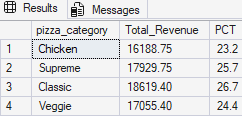 Results Messages
pizza_category Total_Revenue PCT
1 Chicken 16188.75 23.2
2 Supreme 17929.75 25.7
3 Classic 18619.40 26.7
4 Veggie 17055.40 24.4